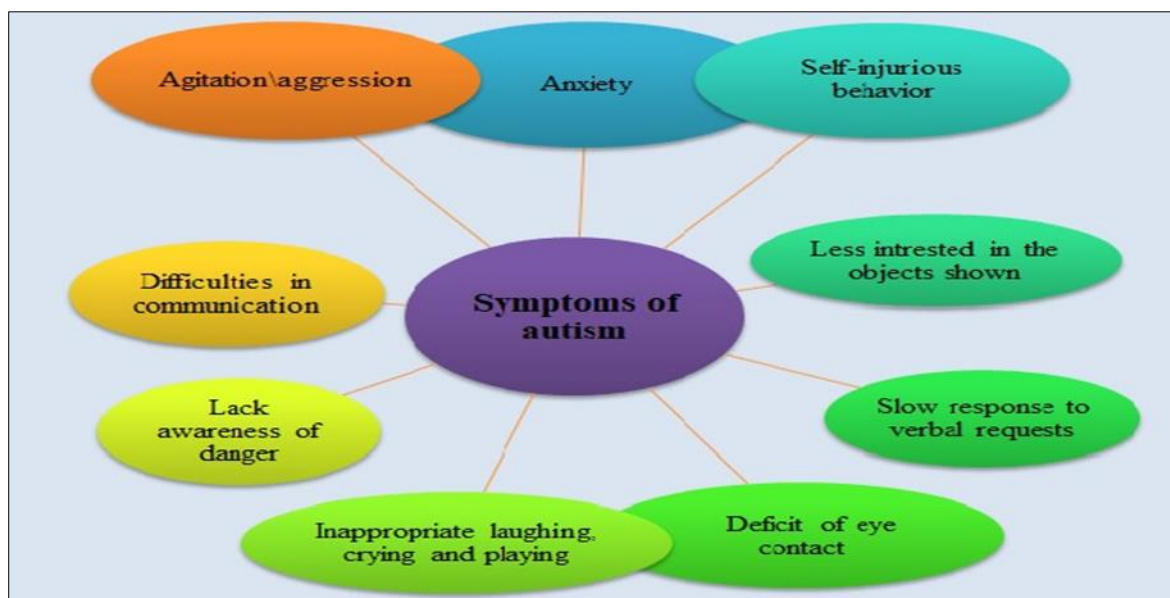 Agitation\aggression
Anxiety
Self-injurious
behavior
Difficulties in
communication
Symptoms of
autism
Less intrested in the
objects shown
Lack
awareness of
danger
Slow response to
verbal requests
Inappropriate laughing,
crying and playing
Deficit of eye
contact